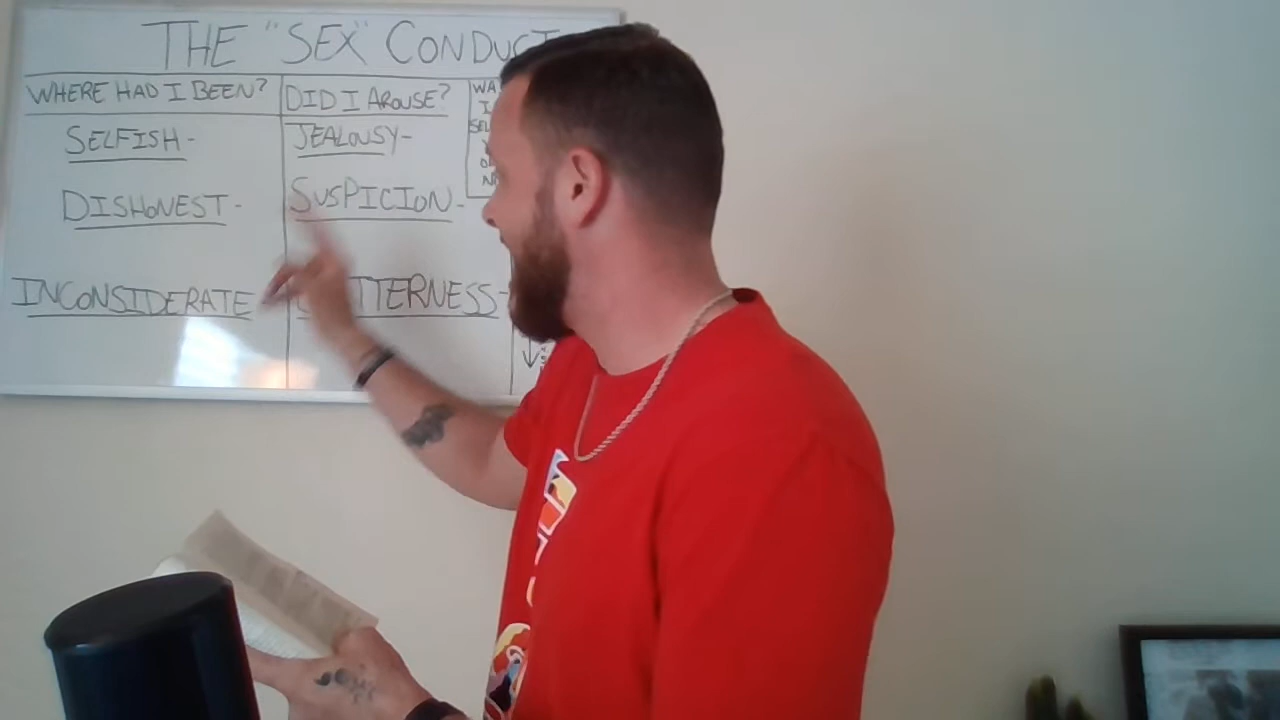 THE "SEX" CONDUCT
WHERE HAD I BEEN?
DID I AROUSE?
SELFISH-
JEALOUSY-
DISHONEST-
SUSPICION-
INCONSIDERATE
TTERNESS-